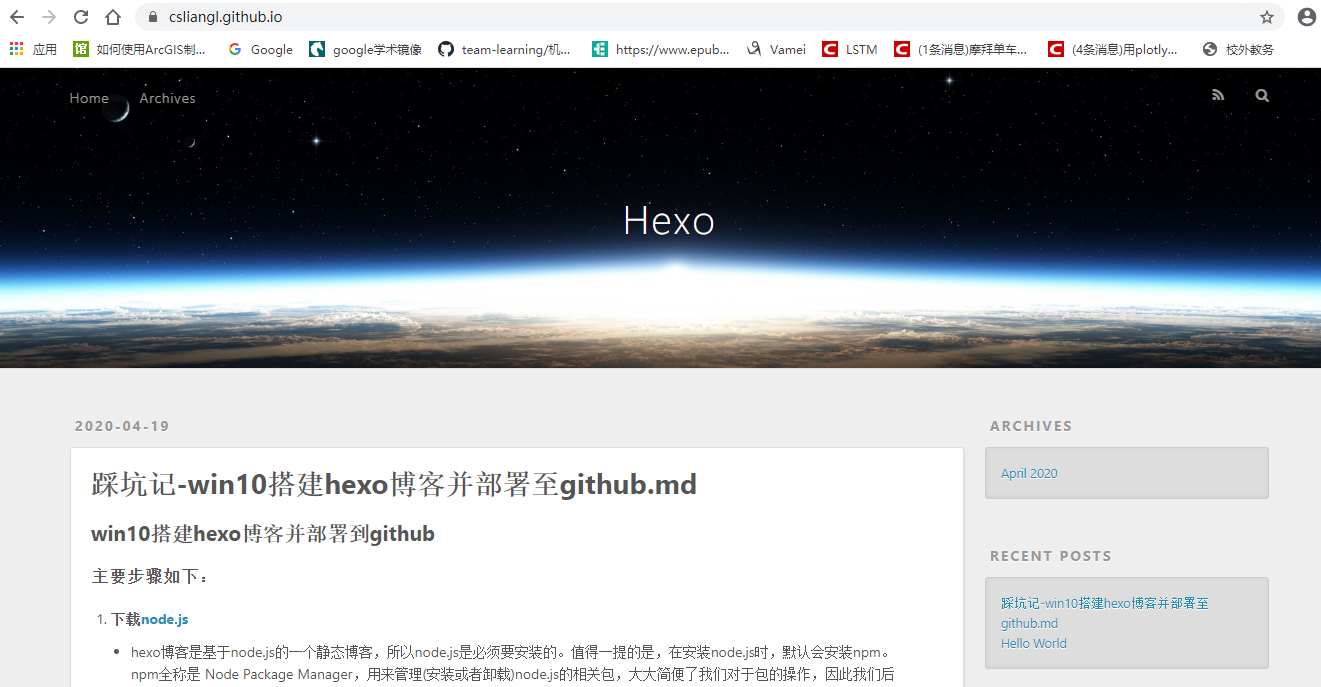 csliangl.github.io
应用 如何使用ArcGIS制... Google google学术镜像 team-learning/机... https://www.epub... Vamei LSTM (1条消息)摩拜单车... (4条消息)用plotly... 校外教务
Home Archives
Hexo
2020-04-19
踩坑记-win10搭建hexo博客并部署至github.md
win10搭建hexo博客并部署到github
主要步骤如下：
1. 下载node.js
• hexo博客是基于node.js的一个静态博客，所以node.js是必须要安装的。值得一提的是，在安装node.js时，默认会安装npm。
npm全称是 Node Package Manager，用来管理(安装或者卸载)node.js的相关包，大大简便了我们对于包的操作，因此我们后
ARCHIVES
April 2020
RECENT POSTS
踩坑记-win10搭建hexo博客并部署至
github.md
Hello World